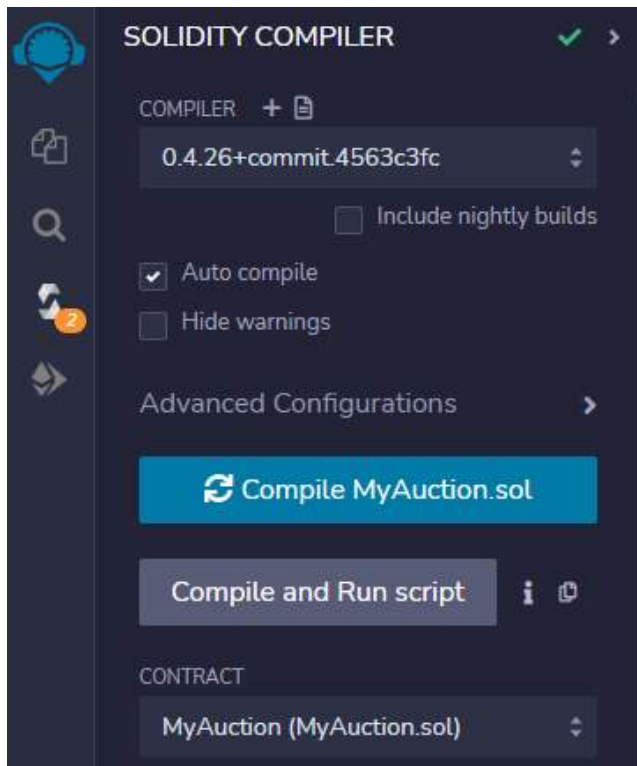 SOLIDITY COMPILER
COMPILER
0.4.26+commit.4563c3fc
Include nightly builds
Auto compile
2
Hide warnings
Advanced Configurations
Compile MyAuction.sol
Compile and Run script
CONTRACT
MyAuction (MyAuction.sol)